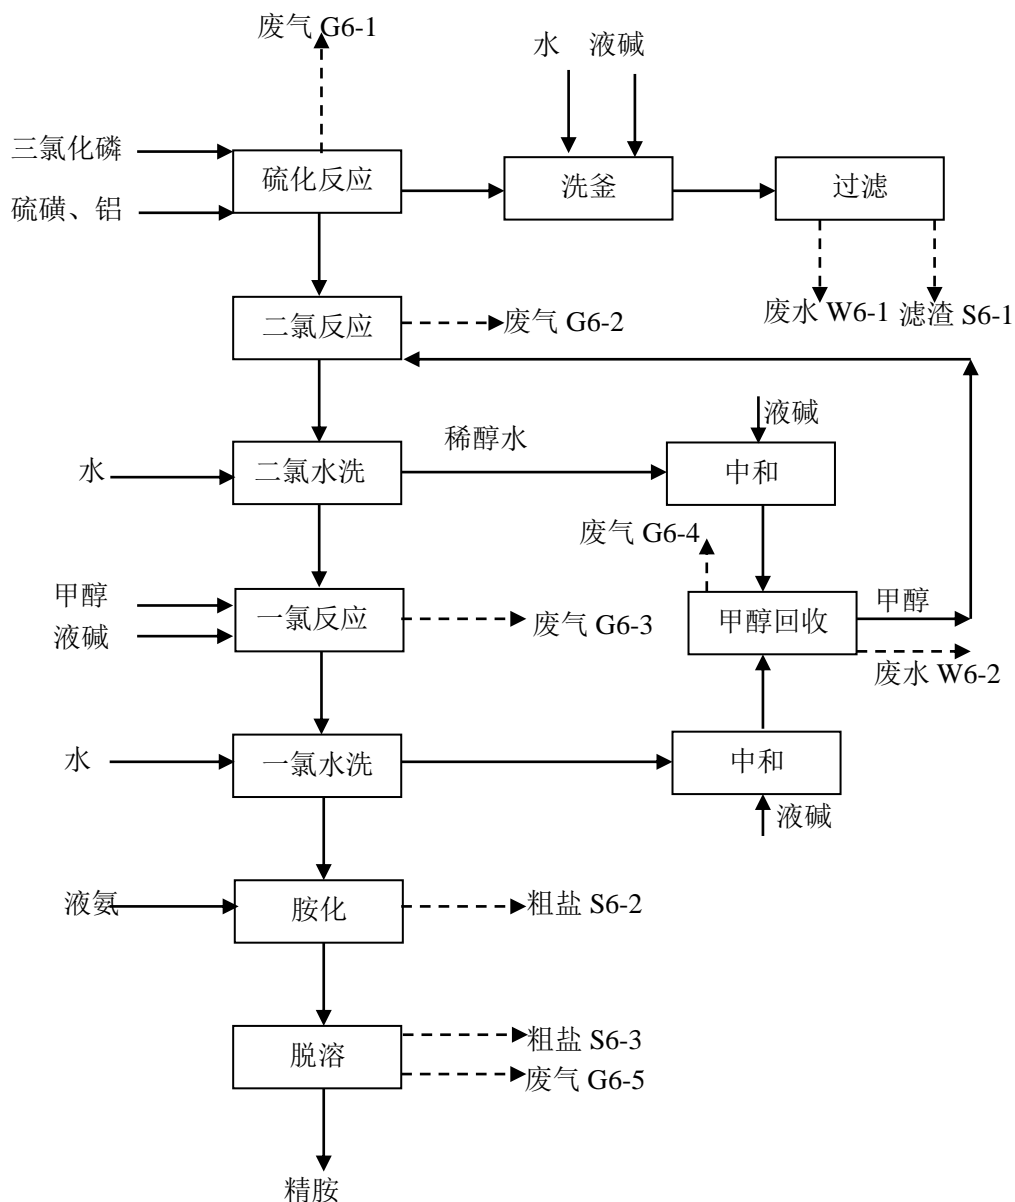 废气 G6-1
水
液碱
三氯化磷
硫化反应
洗釜
过滤
硫磺、铝
废水 W6-1
滤渣 S6-1
二氯反应
废气 G6-2
液碱
稀醇水
水
二氯水洗
中和
废气 G6-4
甲醇
液碱
一氯反应
废气 G6-3
甲醇回收
甲醇
废水 W6-2
水
一氯水洗
中和
液碱
液氨
胺化
粗盐 S6-2
脱溶
粗盐 S6-3
废气 G6-5
精胺